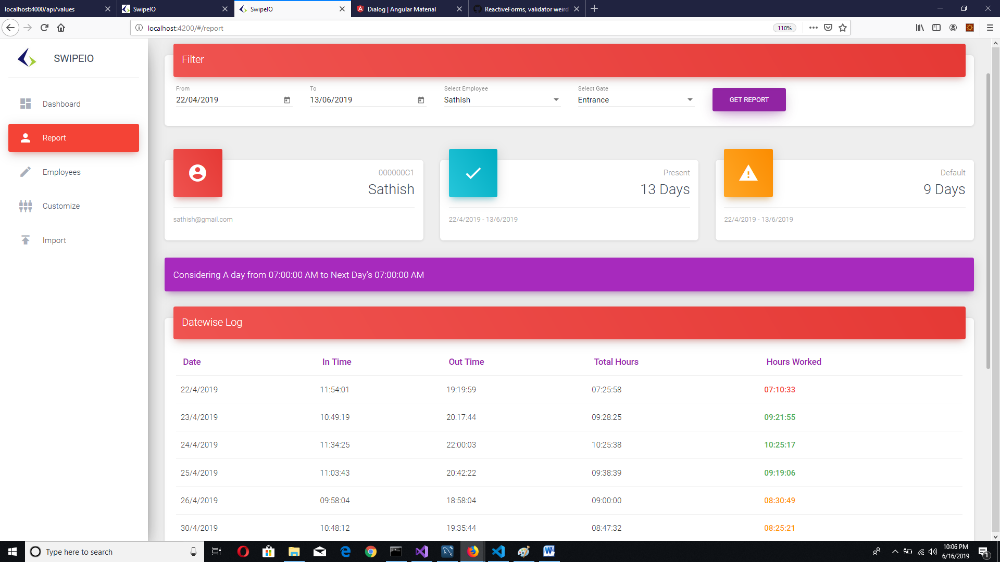 localhost:4000/api/values
SwipeIO
SwipeIO
Dialog | Angular Material
ReactiveForms, validator weird
localhost:4200/#/report
110%
SWIPEIO
Dashboard
Report
Employees
Customize
Import
Filter
From
22/04/2019
To
13/06/2019
Select Employee
Sathish
Select Gate
Entrance
GET REPORT
000000C1
Sathish
sathish@gmail.com
Present
13 Days
22/4/2019 - 13/6/2019
Default
9 Days
22/4/2019 - 13/6/2019
Considering A day from 07:00:00 AM to Next Day's 07:00:00 AM
Datewise Log
Date In Time Out Time Total Hours Hours Worked
22/4/2019 11:54:01 19:19:59 07:25:58 07:10:33
23/4/2019 10:49:19 20:17:44 09:28:25 09:21:55
24/4/2019 11:34:25 22:00:03 10:25:38 10:25:17
25/4/2019 11:03:43 20:42:22 09:38:39 09:19:06
26/4/2019 09:58:04 18:58:04 09:00:00 08:30:49
30/4/2019 10:48:12 19:35:44 08:47:32 08:25:21
Type here to search
10:06 PM
6/16/2019
1